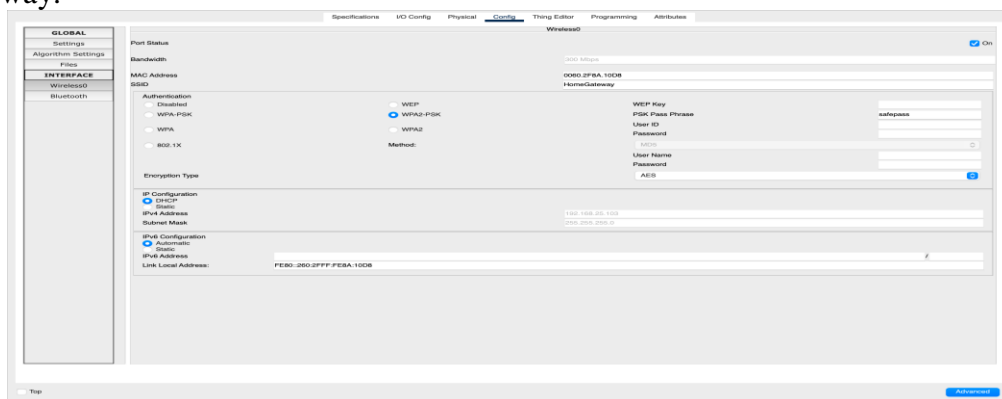 way.
Specifications I/O Config Physical Config Thing Editor Programming Attributes
GLOBAL
Settings
Algorithm Settings
Files
INTERFACE
Wireless0
Bluetooth
Wireless0
Port Status On
Bandwidth 300 Mbps
MAC Address 0060.2F8A.10D8
SSID HomeGateway
Authentication
Disabled WEP WEP Key
WPA-PSK WPA2-PSK PSK Pass Phrase safepass
User ID
WPA WPA2
Password
802.1X Method: MD5
User Name
Password
Encryption Type AES
IP Configuration
DHCP
Static
IPv4 Address 192.168.25.103
Subnet Mask 255.255.255.0
IPv6 Configuration
Automatic
Static
IPv6 Address /
Link Local Address: FE80::260:2FFF:FE8A:10D8
Top Advanced